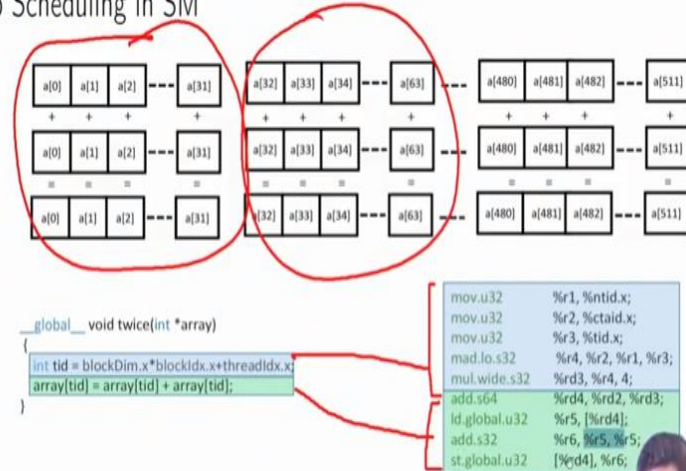 Scheduling in SM
a[0] a[1] a[2] a[31] a[32] a[33] a[34] a[63] a[480] a[481] a[482] a[511]
+ + + + + + + + + + + +
a[0] a[1] a[2] a[31] a[32] a[33] a[34] a[63] a[480] a[481] a[482] a[511]
= = = = = = = = = = = =
a[0] a[1] a[2] a[31] a[32] a[33] a[34] a[63] a[480] a[481] a[482] a[511]
__global__ void twice(int *array)
{
int tid = blockDim.x*blockIdx.x+threadIdx.x;
array[tid] = array[tid] + array[tid];
}
mov.u32 %r1, %ntid.x;
mov.u32 %r2, %ctaid.x;
mov.u32 %r3, %tid.x;
mad.lo.s32 %r4, %r2, %r1, %r3;
mul.wide.s32 %rd3, %r4, 4;
add.s64 %rd4, %rd2, %rd3;
ld.global.u32 %r5, [%rd4];
add.s32 %r6, %r5, %r5;
st.global.u32 [%rd4], %r6;